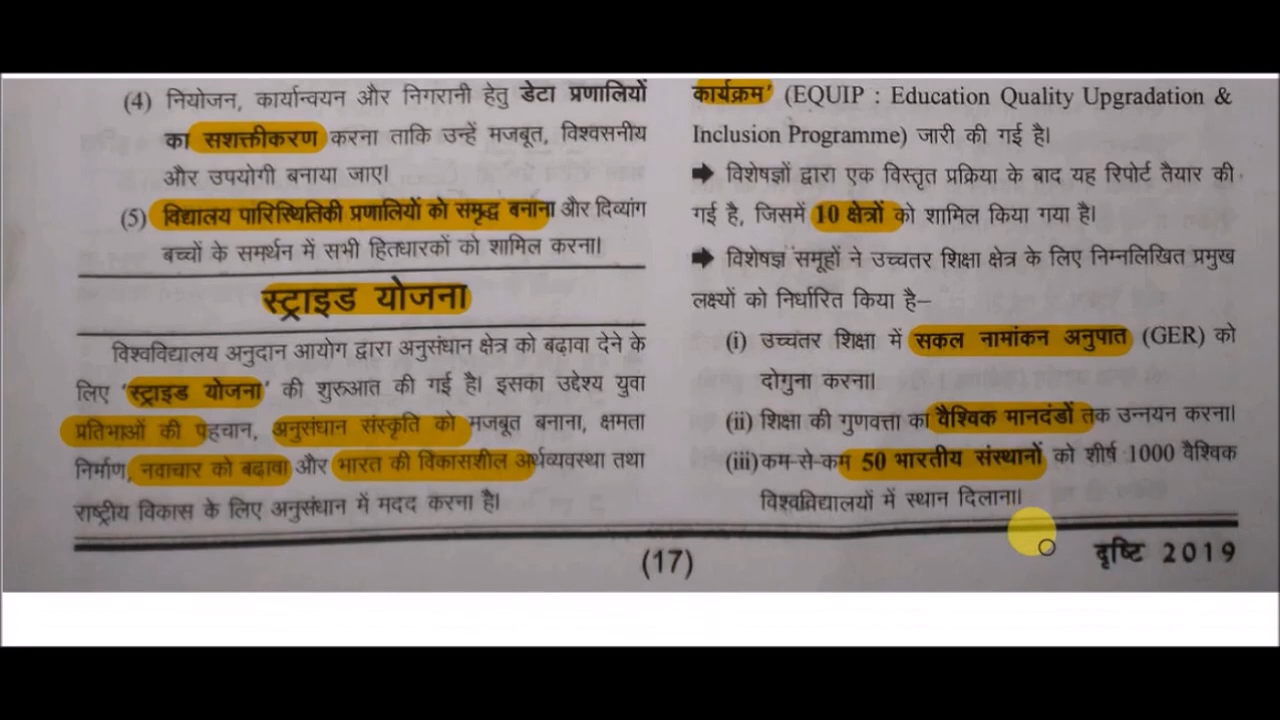 (4) नियोजन, कार्यान्वयन और निगरानी हेतु डेटा प्रणालियों
का सशक्तीकरण करना ताकि उन्हें मजबूत, विश्वसनीय
और उपयोगी बनाया जाए।
(5) विद्यालय पारिस्थितिकी प्रणालियों को समृद्ध बनाना और दिव्यांग
बच्चों के समर्थन में सभी हितधारकों को शामिल करना।
स्ट्राइड योजना
विश्वविद्यालय अनुदान आयोग द्वारा अनुसंधान क्षेत्र को बढ़ावा देने के
लिए 'स्ट्राइड योजना' की शुरुआत की गई है। इसका उद्देश्य युवा
प्रतिभाओं की पहचान, अनुसंधान संस्कृति को मजबूत बनाना, क्षमता
निर्माण, नवाचार को बढ़ावा और भारत की विकासशील अर्थव्यवस्था तथा
राष्ट्रीय विकास के लिए अनुसंधान में मदद करना है।
कार्यक्रम' (EQUIP : Education Quality Upgradation &
Inclusion Programme) जारी की गई है।
➡ विशेषज्ञों द्वारा एक विस्तृत प्रक्रिया के बाद यह रिपोर्ट तैयार की
गई है, जिसमें 10 क्षेत्रों को शामिल किया गया है।
➡ विशेषज्ञ समूहों ने उच्चतर शिक्षा क्षेत्र के लिए निम्नलिखित प्रमुख
लक्ष्यों को निर्धारित किया है–
(i) उच्चतर शिक्षा में सकल नामांकन अनुपात (GER) को
दोगुना करना।
(ii) शिक्षा की गुणवत्ता का वैश्विक मानदंडों तक उन्नयन करना।
(iii) कम-से-कम 50 भारतीय संस्थानों को शीर्ष 1000 वैश्विक
विश्वविद्यालयों में स्थान दिलाना।
(17)
दृष्टि 2019